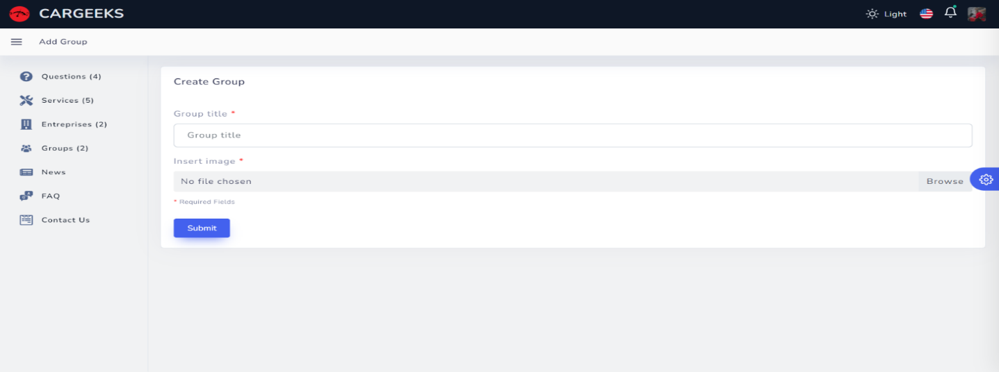 CARGEEKS
Light
Add Group
Questions (4)
Services (5)
Entreprises (2)
Groups (2)
News
FAQ
Contact Us
Create Group
Group title *
Group title
Insert image *
No file chosen
Browse
* Required Fields
Submit